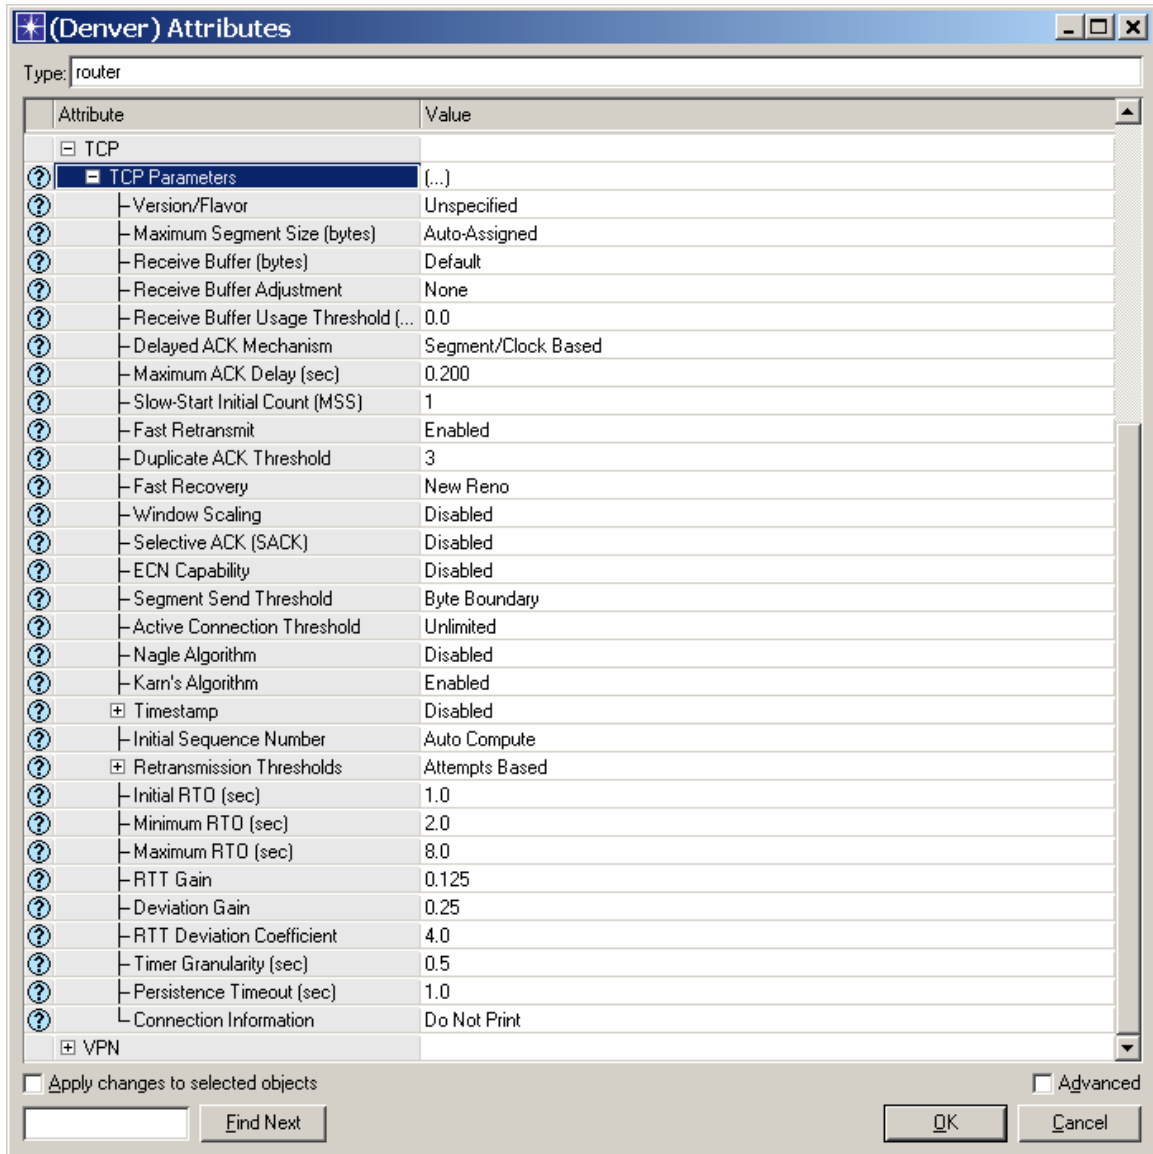 (Denver) Attributes
Type: router
Attribute Value
TCP
TCP Parameters (...)
Version/Flavor Unspecified
Maximum Segment Size (bytes) Auto-Assigned
Receive Buffer (bytes) Default
Receive Buffer Adjustment None
Receive Buffer Usage Threshold (... 0.0
Delayed ACK Mechanism Segment/Clock Based
Maximum ACK Delay (sec) 0.200
Slow-Start Initial Count (MSS) 1
Fast Retransmit Enabled
Duplicate ACK Threshold 3
Fast Recovery New Reno
Window Scaling Disabled
Selective ACK (SACK) Disabled
ECN Capability Disabled
Segment Send Threshold Byte Boundary
Active Connection Threshold Unlimited
Nagle Algorithm Disabled
Karn's Algorithm Enabled
Timestamp Disabled
Initial Sequence Number Auto Compute
Retransmission Thresholds Attempts Based
Initial RTO (sec) 1.0
Minimum RTO (sec) 2.0
Maximum RTO (sec) 8.0
RTT Gain 0.125
Deviation Gain 0.25
RTT Deviation Coefficient 4.0
Timer Granularity (sec) 0.5
Persistence Timeout (sec) 1.0
Connection Information Do Not Print
VPN
Apply changes to selected objects Advanced
Find Next OK Cancel